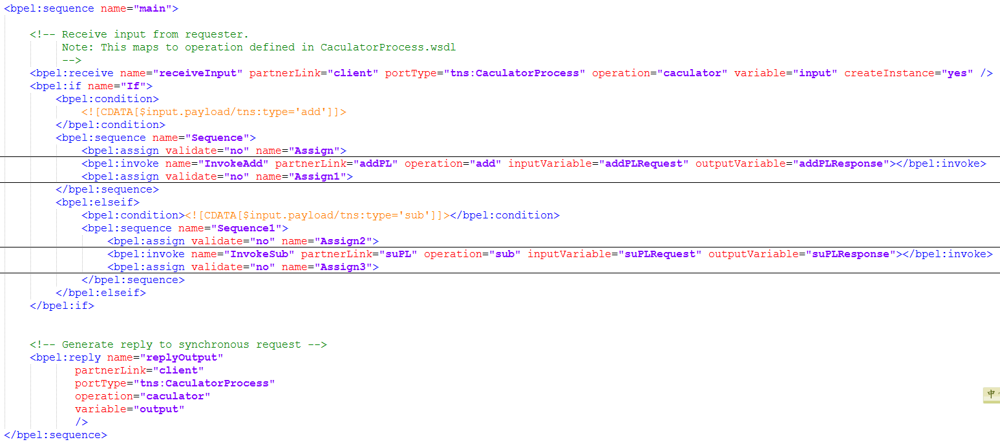 <bpel:sequence name="main">
<!-- Receive input from requester.
Note: This maps to operation defined in CaculatorProcess.wsdl
-->
<bpel:receive name="receiveInput" partnerLink="client" portType="tns:CaculatorProcess" operation="caculator" variable="input" createInstance="yes" />
<bpel:if name="If">
<bpel:condition>
<![CDATA[$input.payload/tns:type='add']]>
</bpel:condition>
<bpel:sequence name="Sequence">
<bpel:assign validate="no" name="Assign">
<bpel:invoke name="InvokeAdd" partnerLink="addPL" operation="add" inputVariable="addPLRequest" outputVariable="addPLResponse"></bpel:invoke>
<bpel:assign validate="no" name="Assign1">
</bpel:sequence>
<bpel:elseif>
<bpel:condition><![CDATA[$input.payload/tns:type='sub']]></bpel:condition>
<bpel:sequence name="Sequence1">
<bpel:assign validate="no" name="Assign2">
<bpel:invoke name="InvokeSub" partnerLink="suPL" operation="sub" inputVariable="suPLRequest" outputVariable="suPLResponse"></bpel:invoke>
<bpel:assign validate="no" name="Assign3">
</bpel:sequence>
</bpel:elseif>
</bpel:if>
<!-- Generate reply to synchronous request -->
<bpel:reply name="replyOutput"
partnerLink="client"
portType="tns:CaculatorProcess"
operation="caculator"
variable="output"
/>
中
</bpel:sequence>